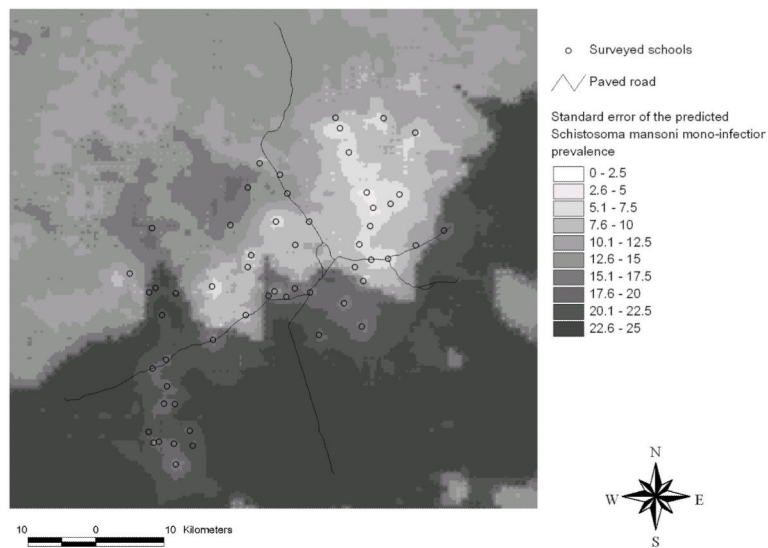 Surveyed schools
Paved road
Standard error of the predicted
Schistosoma mansoni mono-infection
prevalence
0 - 2.5
2.6 - 5
5.1 - 7.5
7.6 - 10
10.1 - 12.5
12.6 - 15
15.1 - 17.5
17.6 - 20
20.1 - 22.5
22.6 - 25
N
W E
S
10 0 10 Kilometers